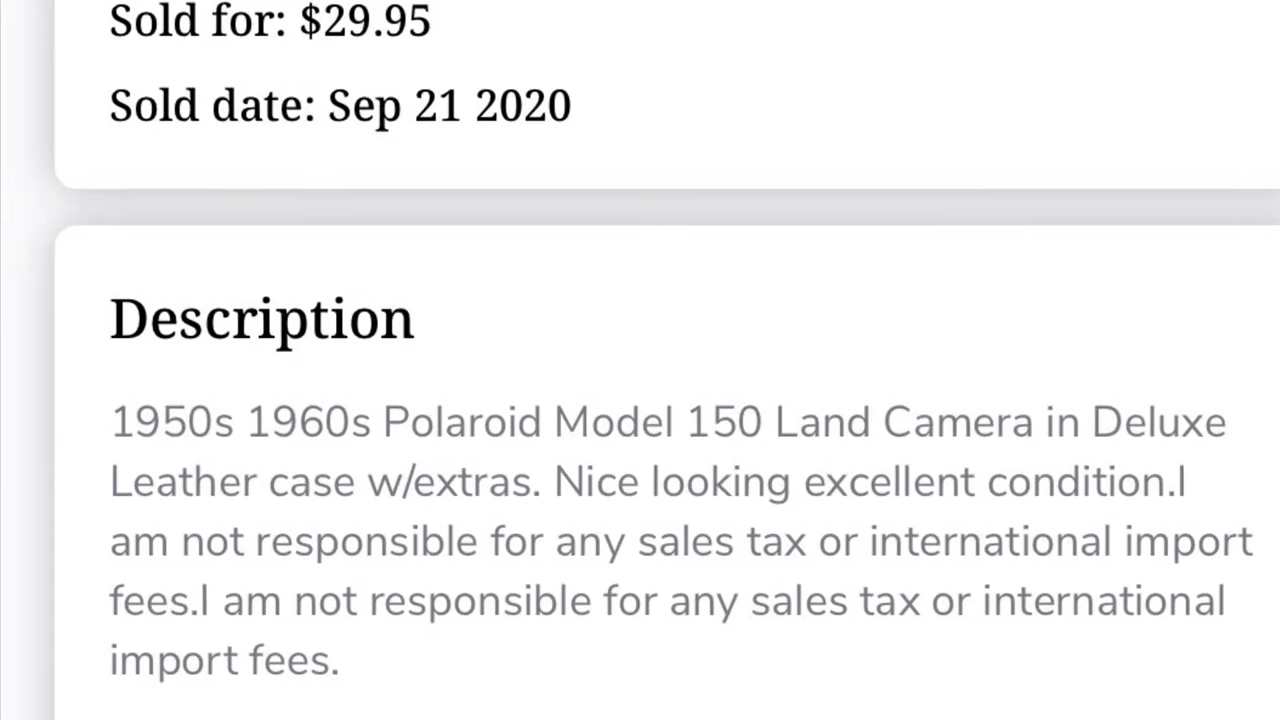 Sold for: $29.95
Sold date: Sep 21 2020
Description
1950s 1960s Polaroid Model 150 Land Camera in Deluxe
Leather case w/extras. Nice looking excellent condition.I
am not responsible for any sales tax or international import
fees.I am not responsible for any sales tax or international
import fees.